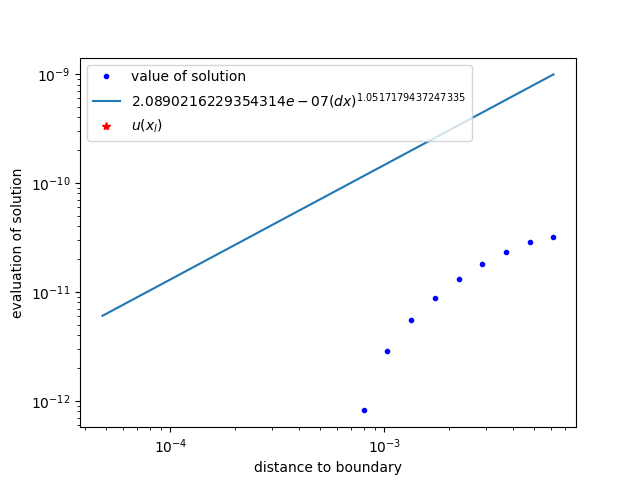 value of solution
2.0890216229354314e − 07(dx)^1.0517179437247335
u(x_l)
10^−9
10^−10
10^−11
10^−12
evaluation of solution
10^−4
10^−3
distance to boundary